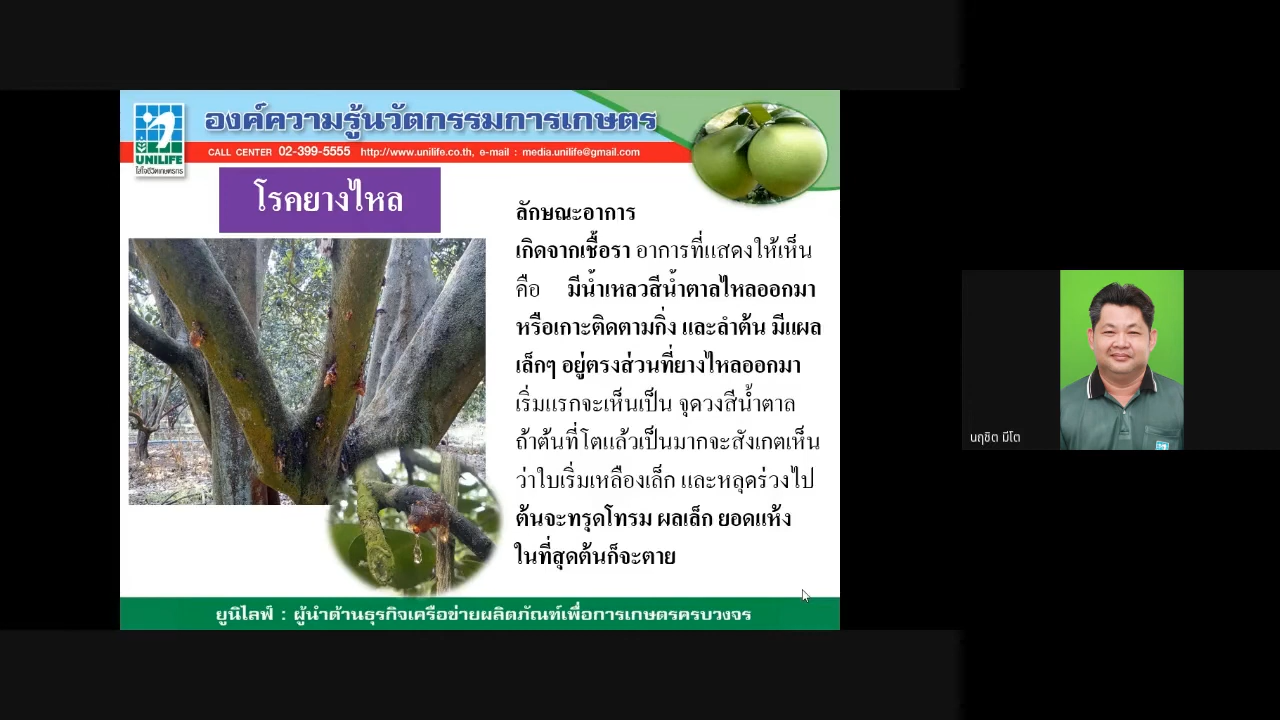 องค์ความรู้นวัตกรรมการเกษตร
UNILIFE
ใส่ใจชีวิตเกษตรกร
CALL CENTER 02-399-5555 http://www.unilife.co.th, e-mail : media.unilife@gmail.com
โรคยางไหล
ลักษณะอาการ
เกิดจากเชื้อรา อาการที่แสดงให้เห็น
คือ มีน้ำเหลวสีน้ำตาลไหลออกมา
หรือเกาะติดตามกิ่ง และลำต้น มีแผล
เล็กๆ อยู่ตรงส่วนที่ยางไหลออกมา
เริ่มแรกจะเห็นเป็น จุดวงสีน้ำตาล
ถ้าต้นที่โตแล้วเป็นมากจะสังเกตเห็น
ว่าใบเริ่มเหลืองเล็ก และหลุดร่วงไป
ต้นจะทรุดโทรม ผลเล็ก ยอดแห้ง
ในที่สุดต้นก็จะตาย
ยูนิไลฟ์ : ผู้นำด้านธุรกิจเครือข่ายผลิตภัณฑ์เพื่อการเกษตรครบวงจร
นฤชิต มีโต